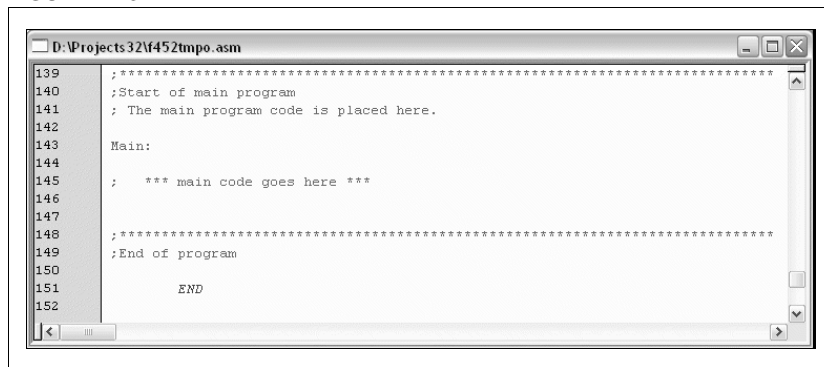 D:\Projects32\f452tmpo.asm
139 ;******************************************************************************
140 ;Start of main program
141 ; The main program code is placed here.
142
143 Main:
144
145 ; *** main code goes here ***
146
147
148 ;******************************************************************************
149 ;End of program
150
151 END
152